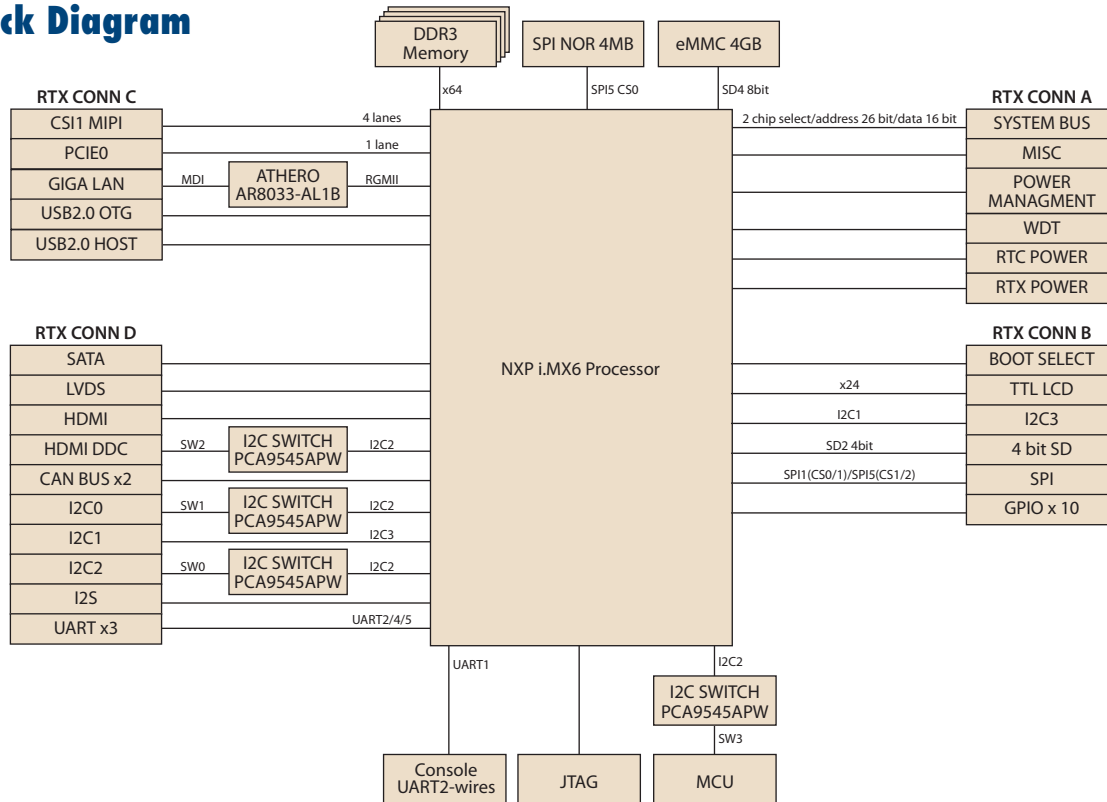 ck Diagram
DDR3
Memory
SPI NOR 4MB
eMMC 4GB
x64
SPI5 CS0
SD4 8bit
RTX CONN C
CSI1 MIPI
4 lanes
PCIE0
1 lane
GIGA LAN
MDI
ATHERO
AR8033-AL1B
RGMII
USB2.0 OTG
USB2.0 HOST
RTX CONN A
2 chip select/address 26 bit/data 16 bit
SYSTEM BUS
MISC
POWER
MANAGMENT
WDT
RTC POWER
RTX POWER
NXP i.MX6 Processor
RTX CONN D
SATA
LVDS
HDMI
HDMI DDC
SW2
I2C SWITCH
PCA9545APW
I2C2
CAN BUS x2
I2C0
SW1
I2C SWITCH
PCA9545APW
I2C2
I2C1
I2C3
I2C2
SW0
I2C SWITCH
PCA9545APW
I2C2
I2S
UART x3
UART2/4/5
RTX CONN B
BOOT SELECT
x24
TTL LCD
I2C1
I2C3
SD2 4bit
4 bit SD
SPI1(CS0/1)/SPI5(CS1/2)
SPI
GPIO x 10
UART1
I2C2
I2C SWITCH
PCA9545APW
SW3
Console
UART2-wires
JTAG
MCU